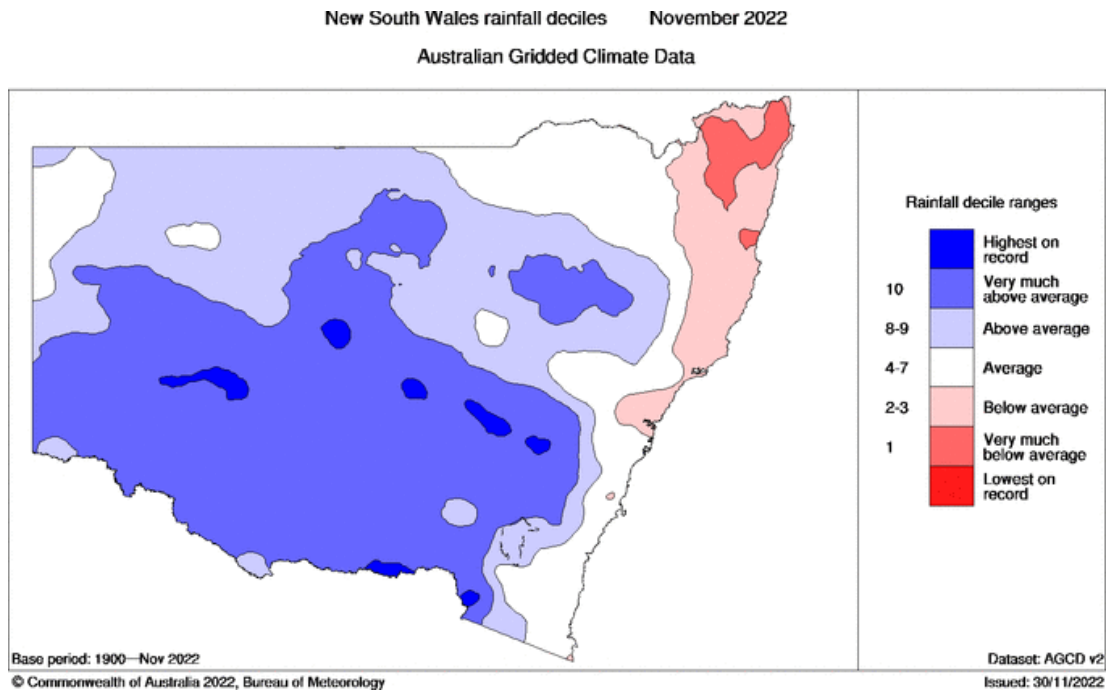 New South Wales rainfall deciles November 2022
Australian Gridded Climate Data
Rainfall decile ranges
Highest on
record
10
Very much
above average
8-9
Above average
4-7
Average
2-3
Below average
1
Very much
below average
Lowest on
record
Base period: 1900—Nov 2022
Dataset: AGCD v2
© Commonwealth of Australia 2022, Bureau of Meteorology
Issued: 30/11/2022